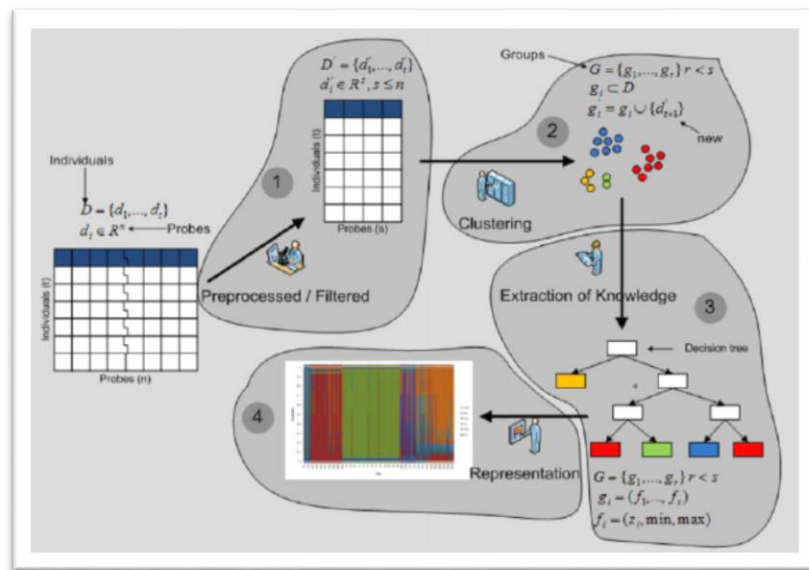 Individuals
D = {d₁,..., dₜ}
dᵢ ∈ Rⁿ
Probes
Individuals (t)
Probes (n)
1
D' = {d'₁,..., d'ₜ}
d'ᵢ ∈ Rˢ, s ≤ n
Individuals (t)
Probes (s)
Preprocessed / Filtered
2
Groups
G = {g₁,..., gᵣ} r < s
gᵢ ⊂ D
g'ᵢ = gᵢ ∪ {d'ₜ₊₁}
new
Clustering
3
Extraction of Knowledge
Decision tree
G = {g₁,..., gᵣ} r < s
gᵢ = (f₁,..., fₛ)
fᵢ = (zᵢ, min, max)
4
Representation